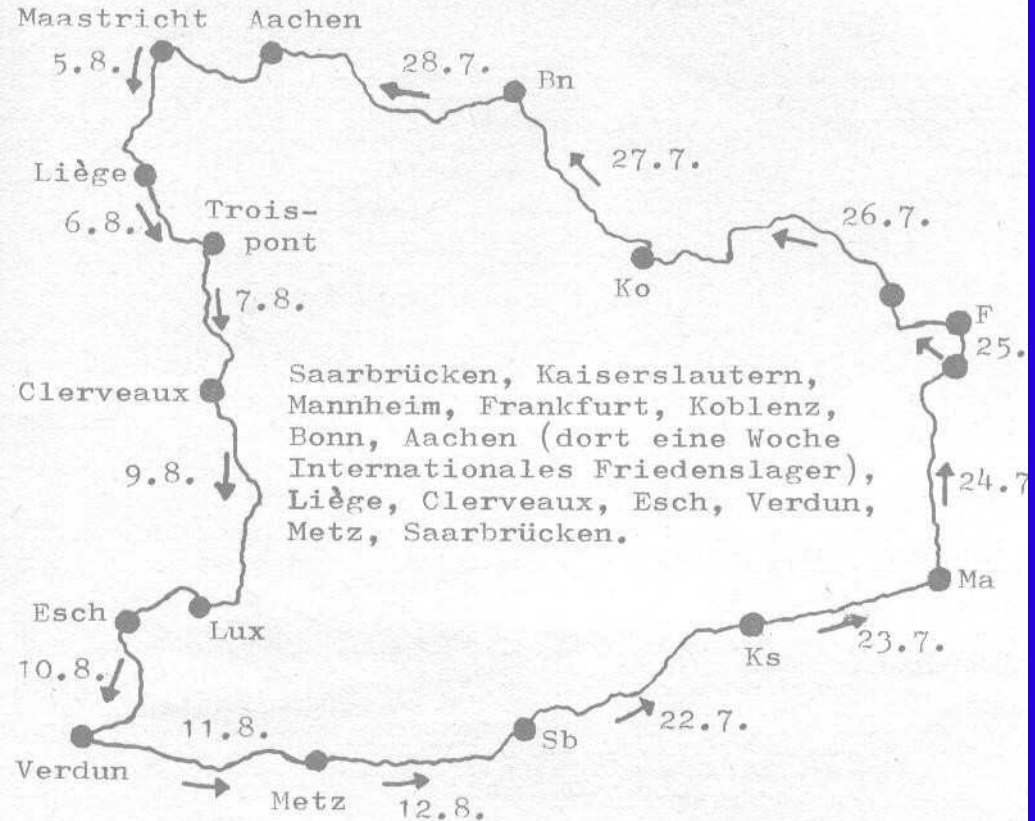 Maastricht Aachen
5.8.
28.7.
Bn
27.7.
Liège
6.8.
Trois-
pont
26.7.
Ko
F
25.
7.8.
Clerveaux
Saarbrücken, Kaiserslautern,
Mannheim, Frankfurt, Koblenz,
Bonn, Aachen (dort eine Woche
Internationales Friedenslager),
Liège, Clerveaux, Esch, Verdun,
Metz, Saarbrücken.
9.8.
24.7
Ma
Esch
Lux
Ks
23.7.
10.8.
11.8.
Sb
22.7.
Verdun
Metz
12.8.